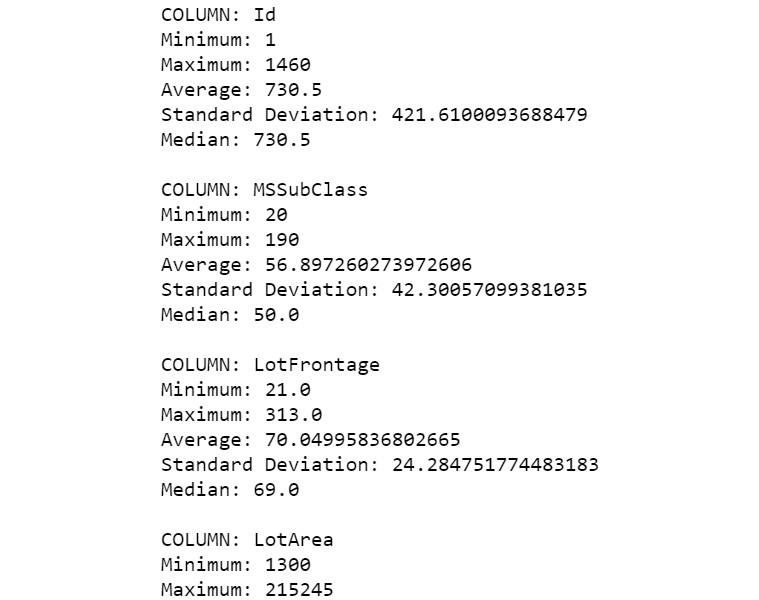 COLUMN: Id
Minimum: 1
Maximum: 1460
Average: 730.5
Standard Deviation: 421.6100093688479
Median: 730.5
COLUMN: MSSubClass
Minimum: 20
Maximum: 190
Average: 56.897260273972606
Standard Deviation: 42.30057099381035
Median: 50.0
COLUMN: LotFrontage
Minimum: 21.0
Maximum: 313.0
Average: 70.04995836802665
Standard Deviation: 24.284751774483183
Median: 69.0
COLUMN: LotArea
Minimum: 1300
Maximum: 215245